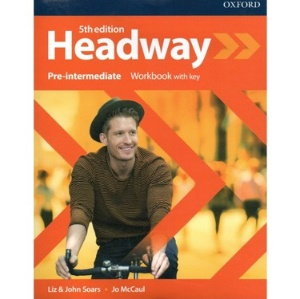 OXFORD
5th edition
Headway
Pre-intermediate Workbook with key
Liz & John Soars • Jo McCaul